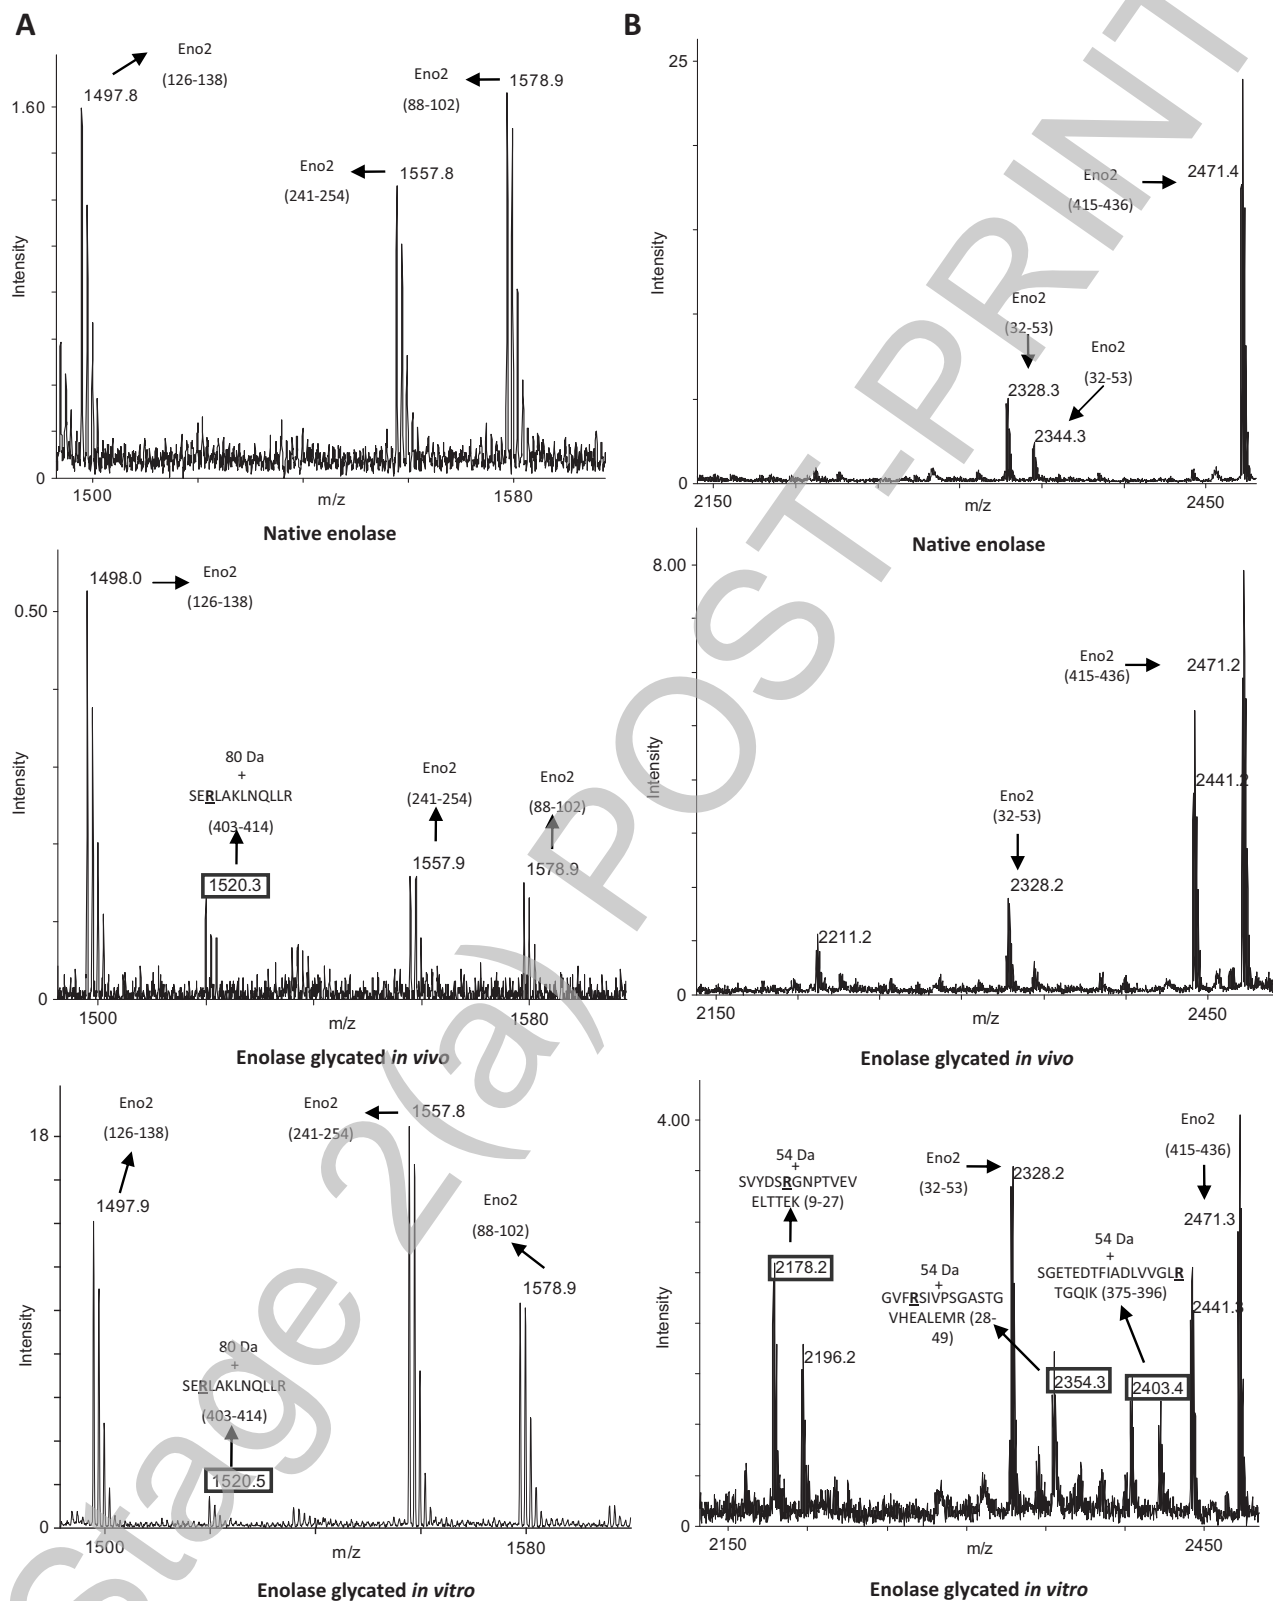 A
Eno2
(126-138)
1497.8
Eno2
(88-102)
1578.9
1.60
Eno2
(241-254)
1557.8
Intensity
0
1500
m/z
1580
Native enolase
B
25
Eno2
(415-436)
2471.4
Intensity
Eno2
(32-53)
Eno2
(32-53)
2328.3
2344.3
0
2150
m/z
2450
Native enolase
1498.0
Eno2
(126-138)
0.50
Intensity
80 Da
+
SERLAKLNQLLR
(403-414)
1520.3
Eno2
(241-254)
1557.9
Eno2
(88-102)
1578.9
0
1500
m/z
1580
Enolase glycated in vivo
8.00
Eno2
(415-436)
2471.2
Intensity
2441.2
Eno2
(32-53)
2328.2
2211.2
0
2150
m/z
2450
Enolase glycated in vivo
Eno2
(126-138)
18
1497.9
Eno2
(241-254)
1557.8
Eno2
(88-102)
1578.9
Intensity
80 Da
+
SERLAKLNQLLR
(403-414)
1520.5
0
1500
m/z
1580
Enolase glycated in vitro
4.00
54 Da
+
SVYDSRGNPTVEV
ELTTEK (9-27)
2178.2
2196.2
Eno2
(32-53)
2328.2
Eno2
(415-436)
2471.3
54 Da
+
GVFRSIVPSGASTG
VHEALEMR (28-
49)
2354.3
54 Da
+
SGETEDTFIADLVVGLR
TGQIK (375-396)
2403.4
2441.3
Intensity
0
2150
m/z
2450
Enolase glycated in vitro
Stage 2(a) POST-PRINT